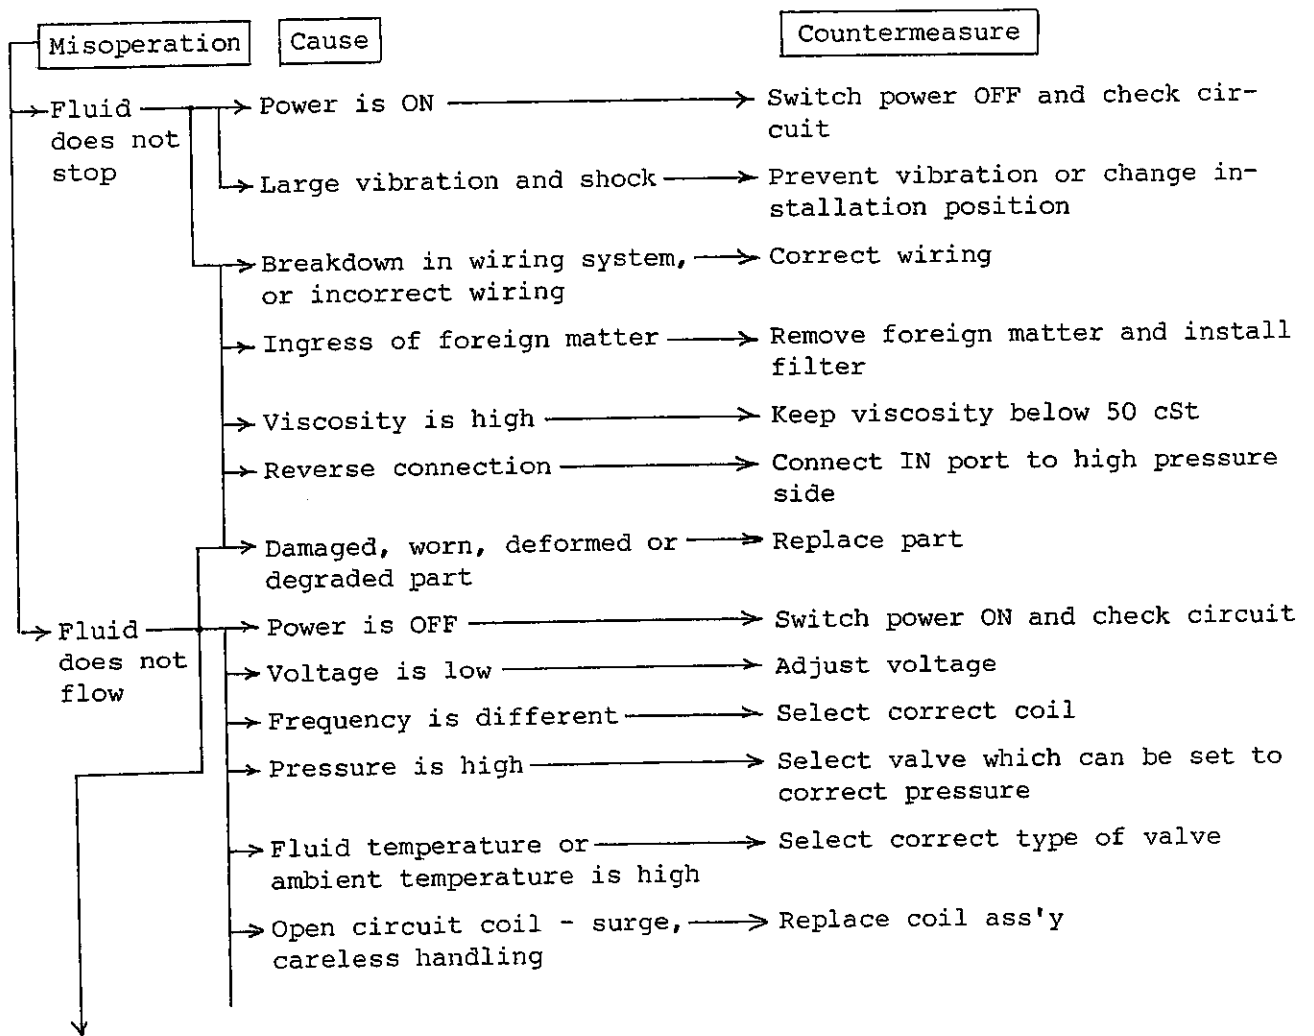 Misoperation Cause Countermeasure
Fluid Power is ON Switch power OFF and check cir-
does not cuit
stop
Large vibration and shock Prevent vibration or change in-
stallation position
Breakdown in wiring system, Correct wiring
or incorrect wiring
Ingress of foreign matter Remove foreign matter and install
filter
Viscosity is high Keep viscosity below 50 cSt
Reverse connection Connect IN port to high pressure
side
Damaged, worn, deformed or Replace part
degraded part
Fluid Power is OFF Switch power ON and check circuit
does not Voltage is low Adjust voltage
flow
Frequency is different Select correct coil
Pressure is high Select valve which can be set to
correct pressure
Fluid temperature or Select correct type of valve
ambient temperature is high
Open circuit coil - surge, Replace coil ass'y
careless handling